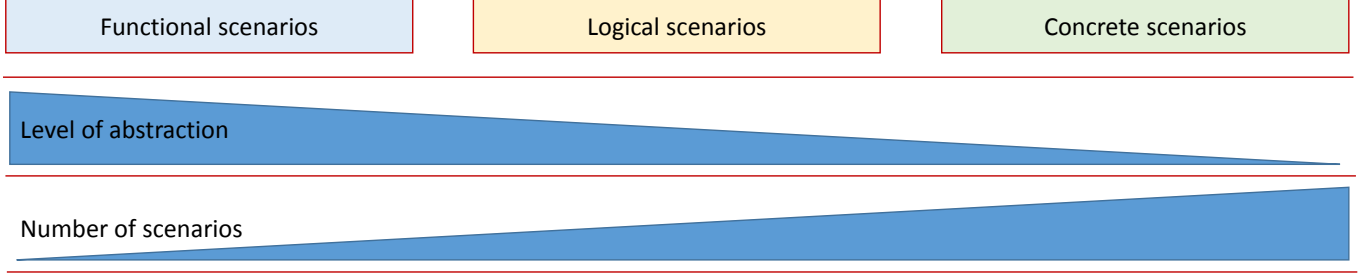 Functional scenarios
Logical scenarios
Concrete scenarios
Level of abstraction
Number of scenarios